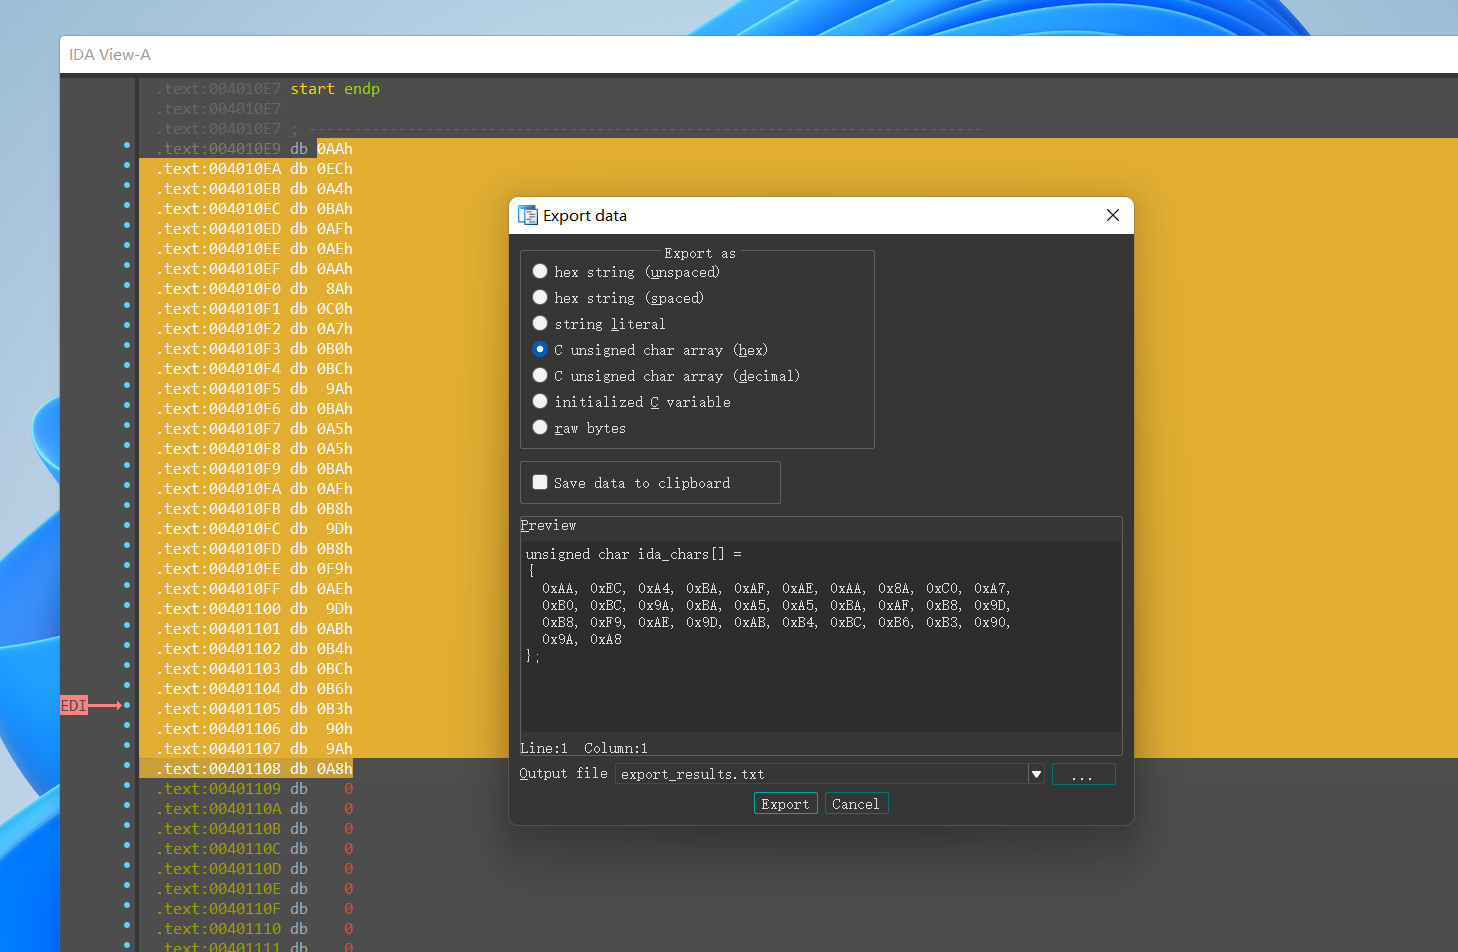 IDA View-A
.text:004010E7 start endp
.text:004010E7
.text:004010E7 ; ---------------------------------------------------------------------------
.text:004010E9 db 0AAh
.text:004010EA db 0ECh
.text:004010EB db 0A4h
.text:004010EC db 0BAh
.text:004010ED db 0AFh
.text:004010EE db 0AEh
.text:004010EF db 0AAh
.text:004010F0 db 8Ah
.text:004010F1 db 0C0h
.text:004010F2 db 0A7h
.text:004010F3 db 0B0h
.text:004010F4 db 0BCh
.text:004010F5 db 9Ah
.text:004010F6 db 0BAh
.text:004010F7 db 0A5h
.text:004010F8 db 0A5h
.text:004010F9 db 0BAh
.text:004010FA db 0AFh
.text:004010FB db 0B8h
.text:004010FC db 9Dh
.text:004010FD db 0B8h
.text:004010FE db 0F9h
.text:004010FF db 0AEh
.text:00401100 db 9Dh
.text:00401101 db 0ABh
.text:00401102 db 0B4h
.text:00401103 db 0BCh
.text:00401104 db 0B6h
EDI
.text:00401105 db 0B3h
.text:00401106 db 90h
.text:00401107 db 9Ah
.text:00401108 db 0A8h
.text:00401109 db 0
.text:0040110A db 0
.text:0040110B db 0
.text:0040110C db 0
.text:0040110D db 0
.text:0040110E db 0
.text:0040110F db 0
.text:00401110 db 0
.text:00401111 db 0
Export data
Export as
hex string (unspaced)
hex string (spaced)
string literal
C unsigned char array (hex)
C unsigned char array (decimal)
initialized C variable
raw bytes
Save data to clipboard
Preview
unsigned char ida_chars[] =
{
0xAA, 0xEC, 0xA4, 0xBA, 0xAF, 0xAE, 0xAA, 0x8A, 0xC0, 0xA7,
0xB0, 0xBC, 0x9A, 0xBA, 0xA5, 0xA5, 0xBA, 0xAF, 0xB8, 0x9D,
0xB8, 0xF9, 0xAE, 0x9D, 0xAB, 0xB4, 0xBC, 0xB6, 0xB3, 0x90,
0x9A, 0xA8
};
Line:1 Column:1
Output file export_results.txt ...
Export Cancel